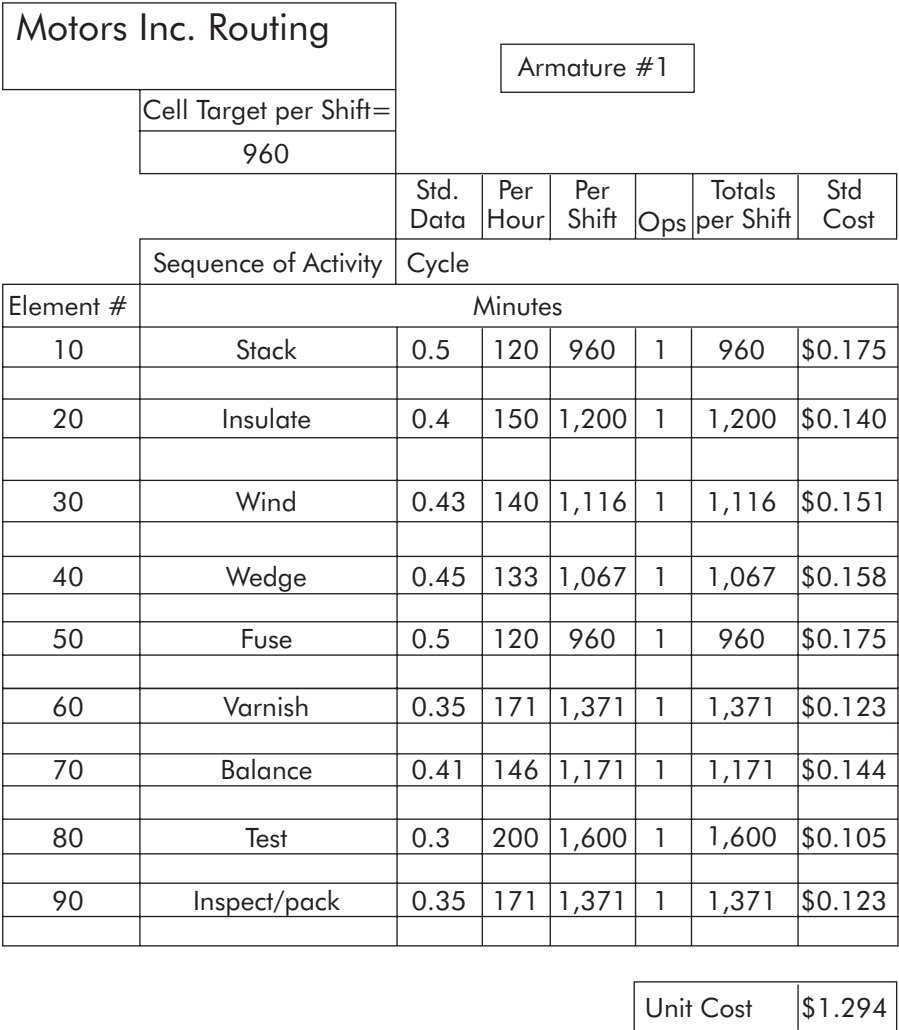 Motors Inc. Routing
Armature #1
Cell Target per Shift=
960
Std. Data Per Hour Per Shift Ops Totals per Shift Std Cost
Sequence of Activity Cycle
Element # Minutes
10 Stack 0.5 120 960 1 960 $0.175
20 Insulate 0.4 150 1,200 1 1,200 $0.140
30 Wind 0.43 140 1,116 1 1,116 $0.151
40 Wedge 0.45 133 1,067 1 1,067 $0.158
50 Fuse 0.5 120 960 1 960 $0.175
60 Varnish 0.35 171 1,371 1 1,371 $0.123
70 Balance 0.41 146 1,171 1 1,171 $0.144
80 Test 0.3 200 1,600 1 1,600 $0.105
90 Inspect/pack 0.35 171 1,371 1 1,371 $0.123
Unit Cost $1.294